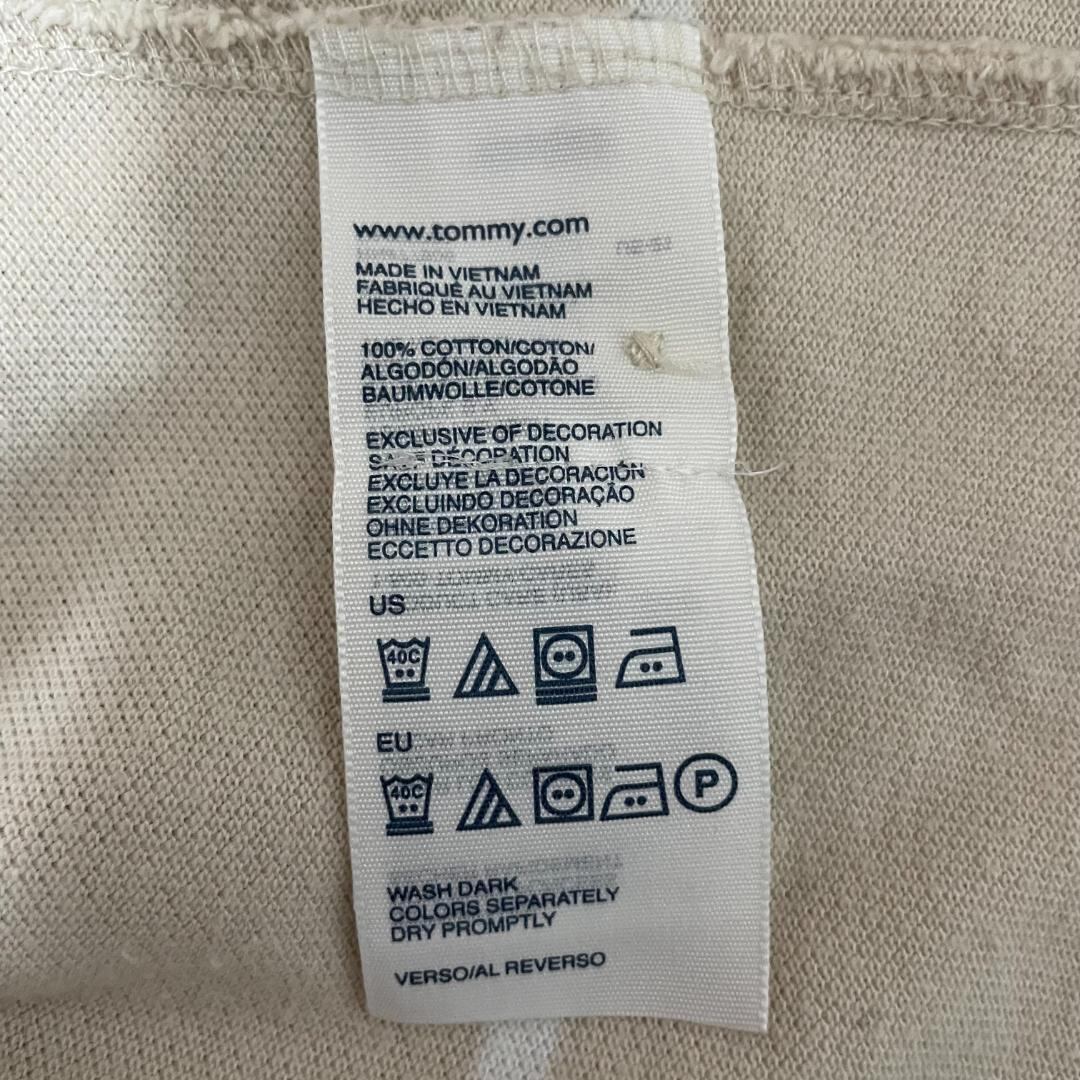 www.tommy.com
MADE IN VIETNAM
FABRIQUÉ AU VIETNAM
HECHO EN VIETNAM
100% COTTON/COTON/
ALGODÓN/ALGODÃO
BAUMWOLLE/COTONE
EXCLUSIVE OF DECORATION
DÉCORATION
EXCLUYE LA DECORACIÓN
EXCLUINDO DECORAÇÃO
OHNE DEKORATION
ECCETTO DECORAZIONE
US
40C
EU
40C P
WASH DARK
COLORS SEPARATELY
DRY PROMPTLY
VERSO/AL REVERSO